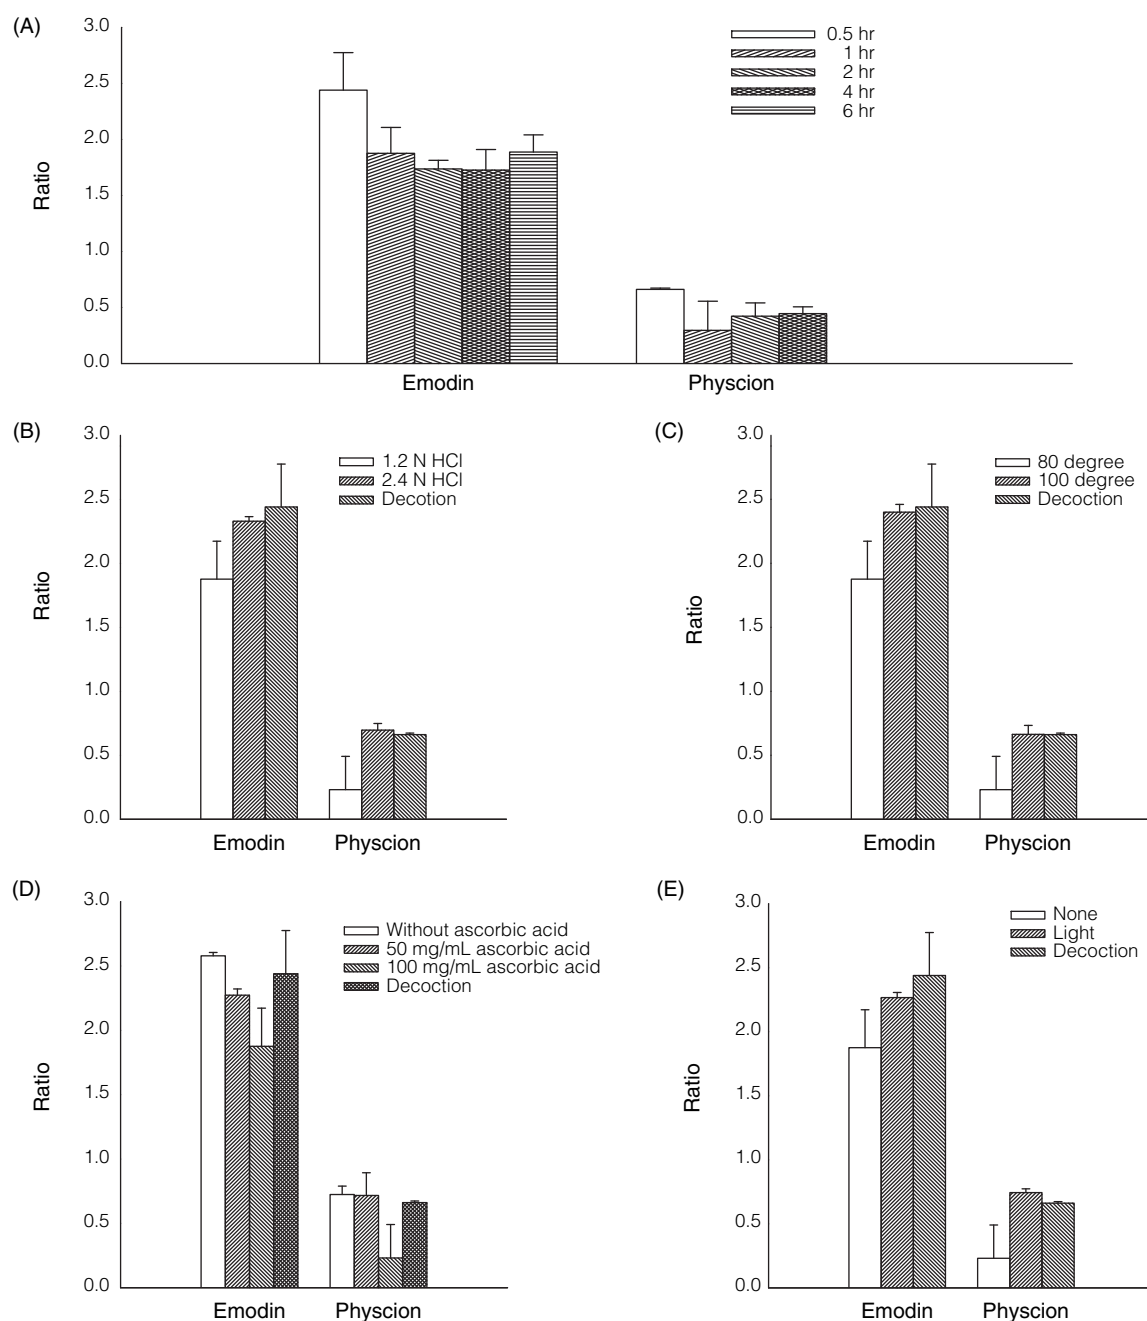 (A)
3.0
2.5
2.0
1.5
1.0
0.5
0.0
Ratio
0.5 hr
1 hr
2 hr
4 hr
6 hr
Emodin Physcion
(B)
3.0
2.5
2.0
1.5
1.0
0.5
0.0
Ratio
1.2 N HCl
2.4 N HCl
Decotion
Emodin Physcion
(C)
3.0
2.5
2.0
1.5
1.0
0.5
0.0
Ratio
80 degree
100 degree
Decoction
Emodin Physcion
(D)
3.0
2.5
2.0
1.5
1.0
0.5
0.0
Ratio
Without ascorbic acid
50 mg/mL ascorbic acid
100 mg/mL ascorbic acid
Decoction
Emodin Physcion
(E)
3.0
2.5
2.0
1.5
1.0
0.5
0.0
Ratio
None
Light
Decoction
Emodin Physcion